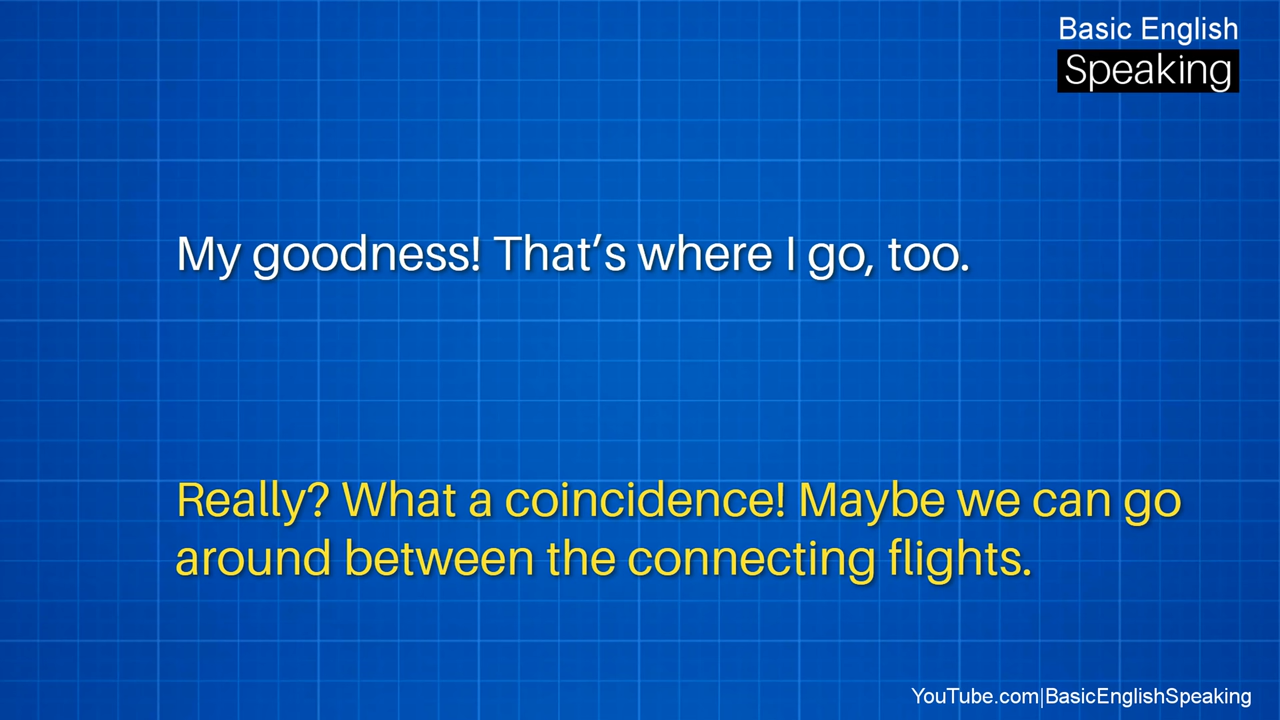 Basic English
Speaking
My goodness! That’s where I go, too.
Really? What a coincidence! Maybe we can go
around between the connecting flights.
YouTube.com|BasicEnglishSpeaking